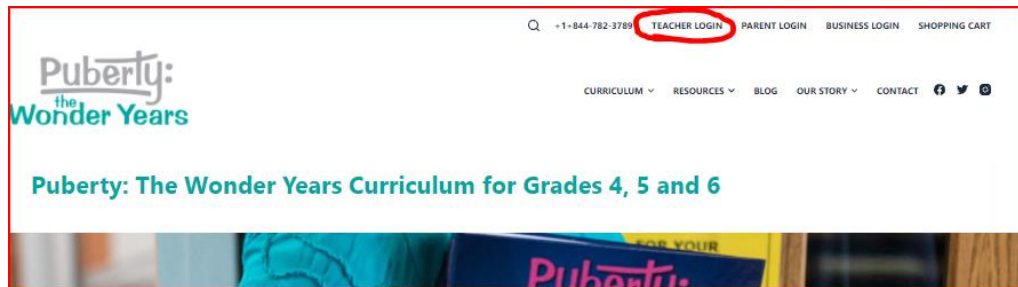 +1+844-782-3789 TEACHER LOGIN PARENT LOGIN BUSINESS LOGIN SHOPPING CART
Puberty:
the
Wonder Years
CURRICULUM RESOURCES BLOG OUR STORY CONTACT
Puberty: The Wonder Years Curriculum for Grades 4, 5 and 6
FOR YOUR
Puberty: